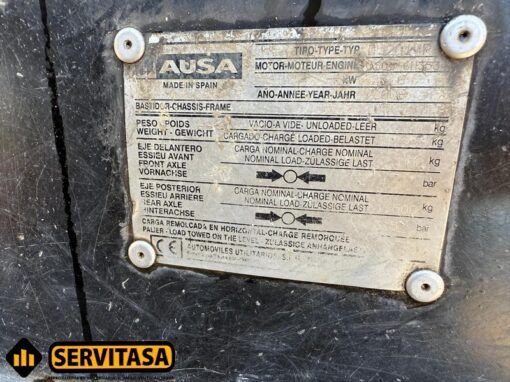 AUSA
MADE IN SPAIN
TIPO-TYPE-TYP
MOTOR-MOTEUR-ENGINE
KW
AÑO-ANNEE-YEAR-JAHR
BASTIDOR-CHASSIS-FRAME
PESO - POIDS
WEIGHT - GEWICHT
VACIO-A VIDE- UNLOADED-LEER kg
CARGADO-CHARGE LOADED-BELASTET kg
EJE DELANTERO
ESSIEU AVANT
FRONT AXLE
VORNACHSE
CARGA NOMINAL-CHARGE NOMINAL
NOMINAL LOAD-ZULASSIGE LAST kg
bar
EJE POSTERIOR
ESSIEU ARRIERE
REAR AXLE
HINTERACHSE
CARGA NOMINAL-CHARGE NOMINAL
NOMINAL LOAD-ZULASSIGE LAST kg
bar
CARGA REMOLCADA EN HORIZONTAL-CHARGE REMORQUEE
PALIER - LOAD TOWED ON THE LEVEL - ZULASSIGE
CE AUTOMOVILES UTILITARIOS, S.
SERVITASA